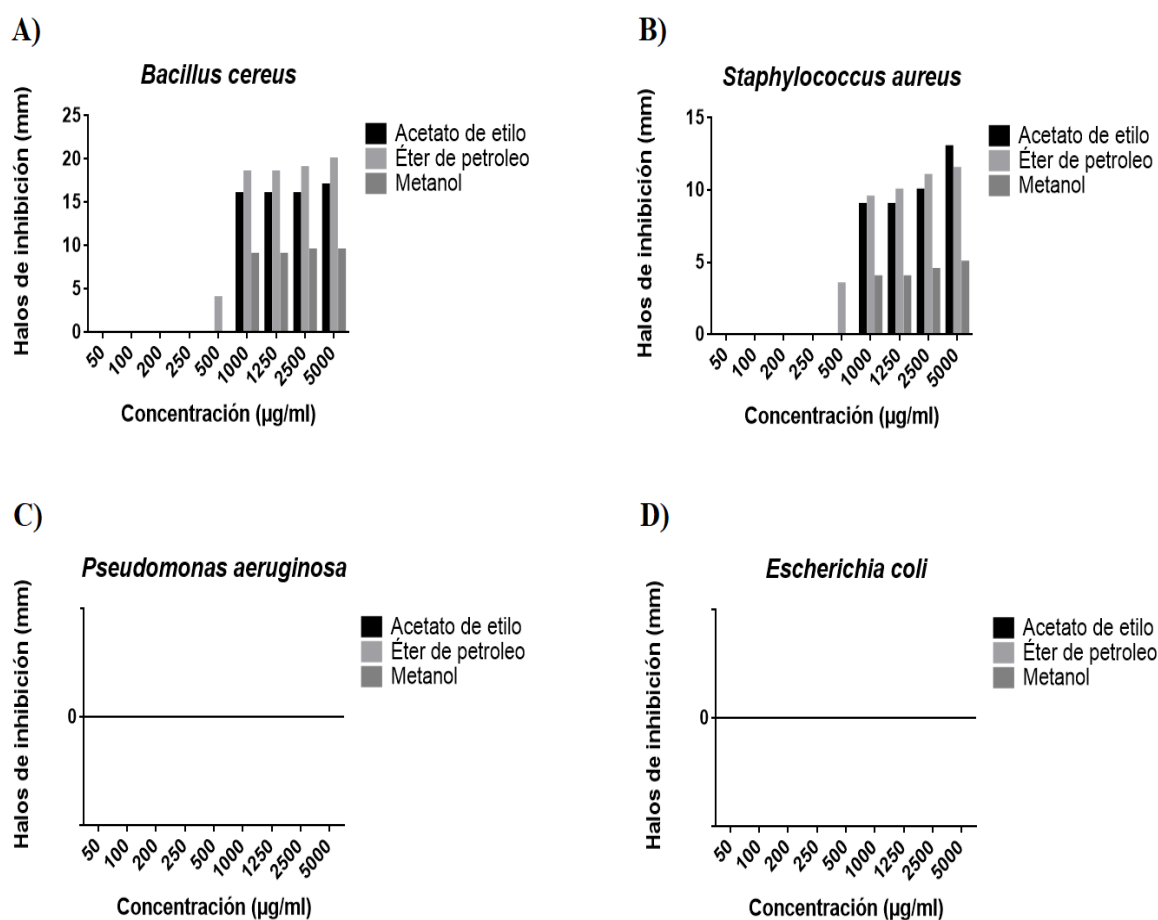 A)
Bacillus cereus
Halos de inhibición (mm)
25
20
15
10
5
0
50
100
200
250
500
1000
1250
2500
5000
Concentración (µg/ml)
Acetato de etilo
Éter de petroleo
Metanol
B)
Staphylococcus aureus
Halos de inhibición (mm)
15
10
5
0
50
100
200
250
500
1000
1250
2500
5000
Concentración (µg/ml)
Acetato de etilo
Éter de petroleo
Metanol
C)
Pseudomonas aeruginosa
Halos de inhibición (mm)
0
50
100
200
250
500
1000
1250
2500
5000
Concentración (µg/ml)
Acetato de etilo
Éter de petroleo
Metanol
D)
Escherichia coli
Halos de inhibición (mm)
0
50
100
200
250
500
1000
1250
2500
5000
Concentración (µg/ml)
Acetato de etilo
Éter de petroleo
Metanol